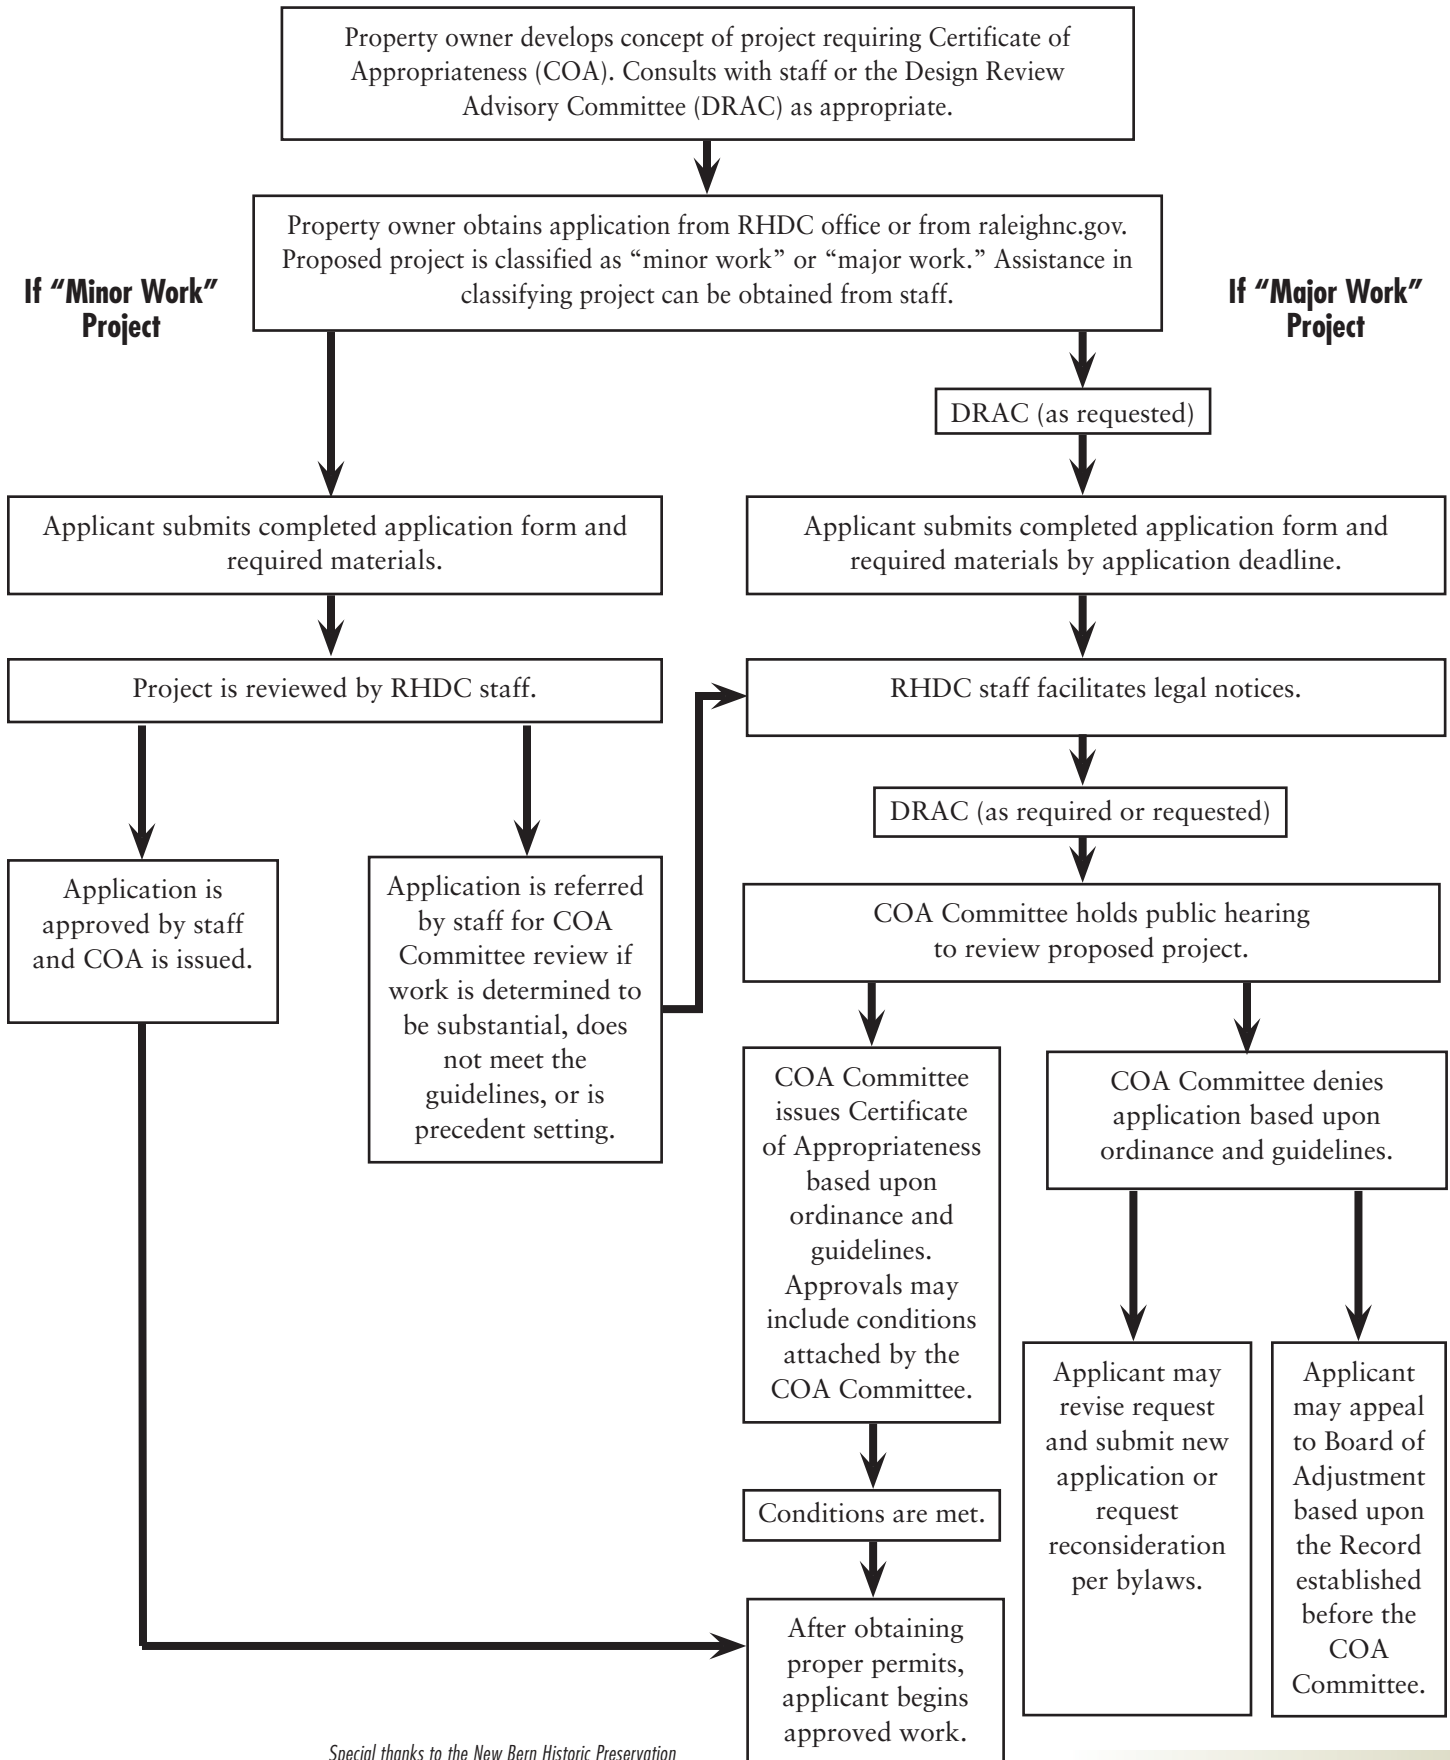 Property owner develops concept of project requiring Certificate of
Appropriateness (COA). Consults with staff or the Design Review
Advisory Committee (DRAC) as appropriate.
Property owner obtains application from RHDC office or from raleighnc.gov.
Proposed project is classified as “minor work” or “major work.” Assistance in
classifying project can be obtained from staff.
If “Minor Work”
Project
If “Major Work”
Project
DRAC (as requested)
Applicant submits completed application form and
required materials.
Applicant submits completed application form and
required materials by application deadline.
Project is reviewed by RHDC staff.
RHDC staff facilitates legal notices.
DRAC (as required or requested)
Application is
approved by staff
and COA is issued.
Application is referred
by staff for COA
Committee review if
work is determined to
be substantial, does
not meet the
guidelines, or is
precedent setting.
COA Committee holds public hearing
to review proposed project.
COA Committee
issues Certificate
of Appropriateness
based upon
ordinance and
guidelines.
Approvals may
include conditions
attached by the
COA Committee.
COA Committee denies
application based upon
ordinance and guidelines.
Conditions are met.
Applicant may
revise request
and submit new
application or
request
reconsideration
per bylaws.
Applicant
may appeal
to Board of
Adjustment
based upon
the Record
established
before the
COA
Committee.
After obtaining
proper permits,
applicant begins
approved work.
Special thanks to the New Bern Historic Preservation